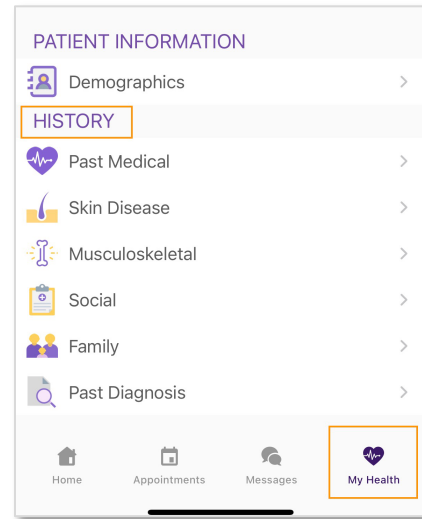 PATIENT INFORMATION
Demographics
HISTORY
Past Medical
Skin Disease
Musculoskeletal
Social
Family
Past Diagnosis
Home Appointments Messages My Health